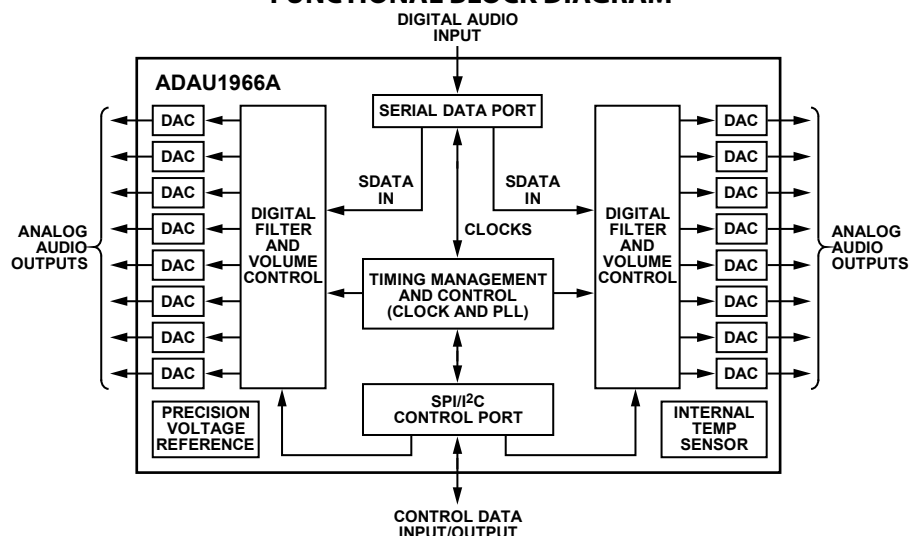 FUNCTIONAL BLOCK DIAGRAM
DIGITAL AUDIO
INPUT
ADAU1966A
SERIAL DATA PORT
DAC
DAC
DAC
DAC
DAC
DAC
DAC
DAC
ANALOG
AUDIO
OUTPUTS
DIGITAL
FILTER
AND
VOLUME
CONTROL
SDATA
IN
SDATA
IN
CLOCKS
TIMING MANAGEMENT
AND CONTROL
(CLOCK AND PLL)
DIGITAL
FILTER
AND
VOLUME
CONTROL
DAC
DAC
DAC
DAC
DAC
DAC
DAC
DAC
ANALOG
AUDIO
OUTPUTS
PRECISION
VOLTAGE
REFERENCE
SPI/I²C
CONTROL PORT
INTERNAL
TEMP
SENSOR
CONTROL DATA
INPUT/OUTPUT